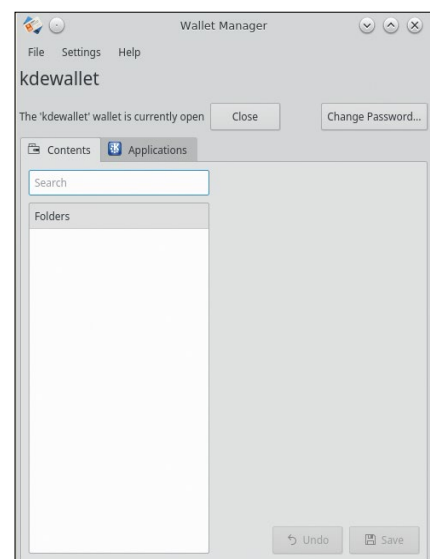 Wallet Manager
File Settings Help
kdewallet
The 'kdewallet' wallet is currently open Close Change Password...
Contents Applications
Search
Folders
Undo Save